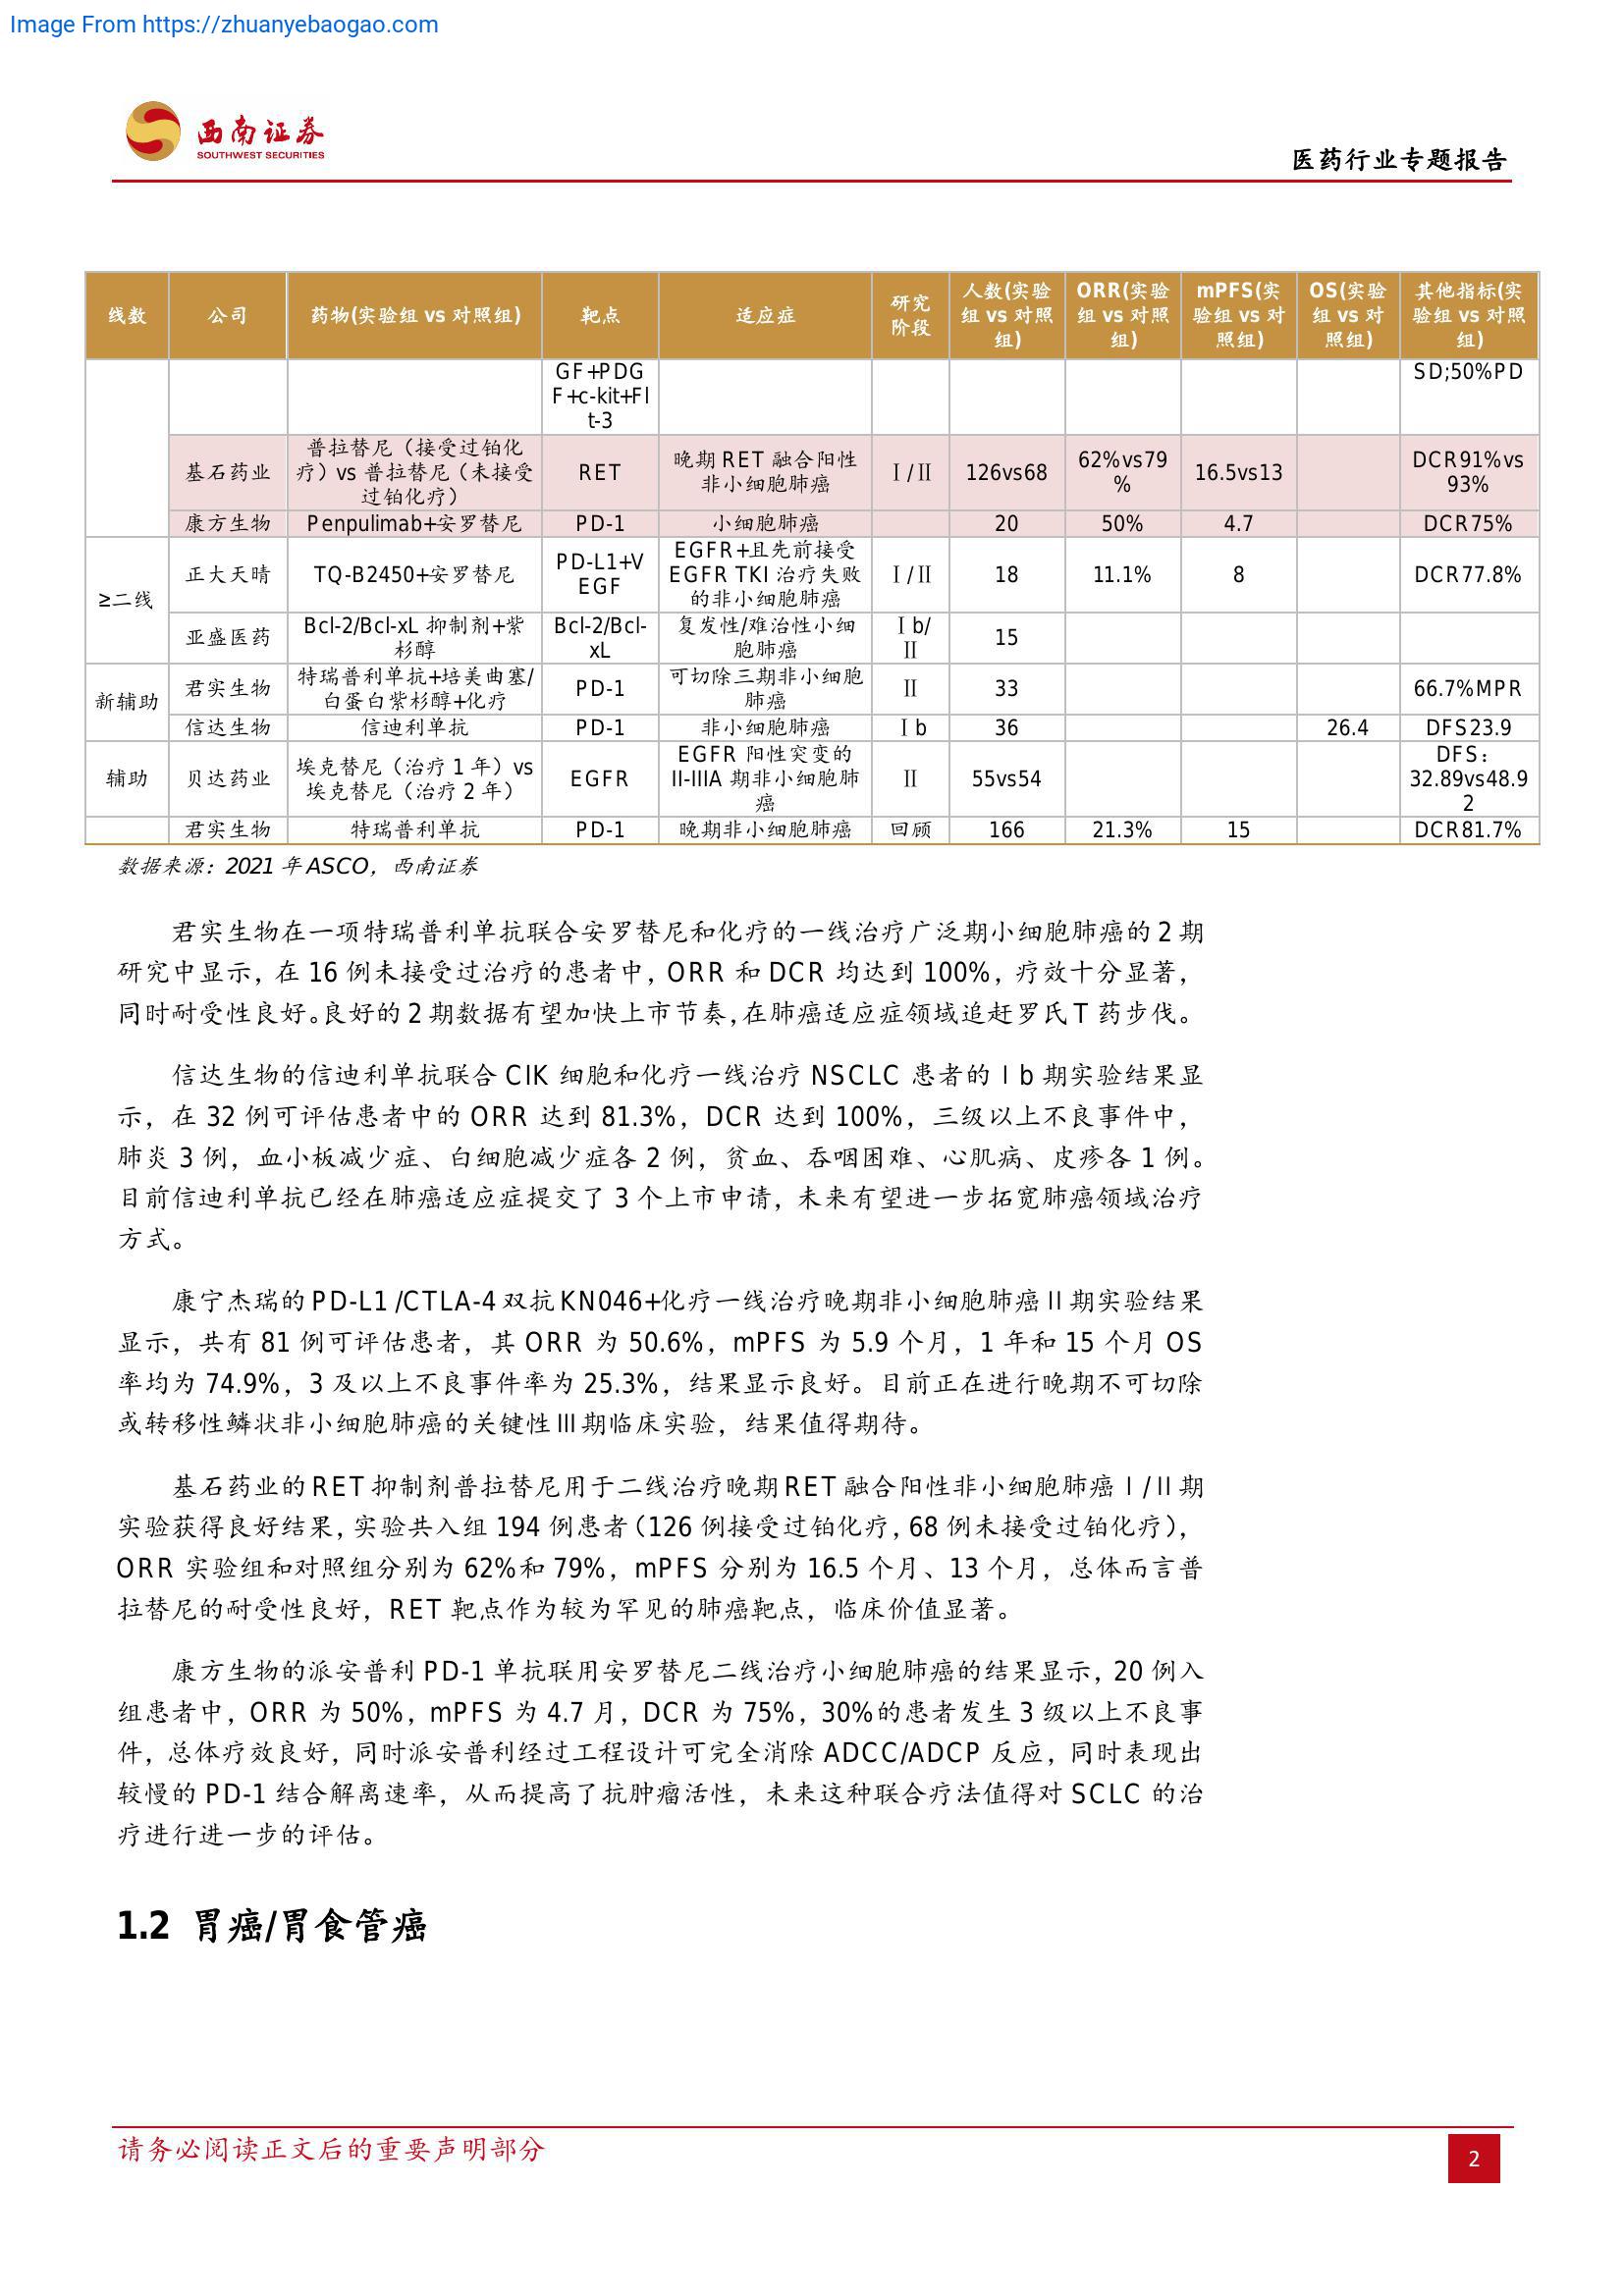 Image From https://zhuanyebaogao.com
西南证券
SOUTHWEST SECURITIES
医药行业专题报告
线数 公司 药物(实验组 vs 对照组) 靶点 适应症 研究阶段 人数(实验组 vs 对照组) ORR(实验组 vs 对照组) mPFS(实验组 vs 对照组) OS(实验组 vs 对照组) 其他指标(实验组 vs 对照组)
GF+PDGF+c-kit+Flt-3 SD;50%PD
基石药业 普拉替尼（接受过铂化疗）vs 普拉替尼（未接受过铂化疗） RET 晚期 RET 融合阳性非小细胞肺癌 Ⅰ/Ⅱ 126vs68 62%vs79% 16.5vs13 DCR91%vs93%
康方生物 Penpulimab+安罗替尼 PD-1 小细胞肺癌 20 50% 4.7 DCR75%
≥二线 正大天晴 TQ-B2450+安罗替尼 PD-L1+VEGF EGFR+且先前接受 EGFR TKI 治疗失败的非小细胞肺癌 Ⅰ/Ⅱ 18 11.1% 8 DCR77.8%
亚盛医药 Bcl-2/Bcl-xL 抑制剂+紫杉醇 Bcl-2/Bcl-xL 复发性/难治性小细胞肺癌 Ⅰb/Ⅱ 15
新辅助 君实生物 特瑞普利单抗+培美曲塞/白蛋白紫杉醇+化疗 PD-1 可切除三期非小细胞肺癌 Ⅱ 33 66.7%MPR
信达生物 信迪利单抗 PD-1 非小细胞肺癌 Ⅰb 36 26.4 DFS23.9
辅助 贝达药业 埃克替尼（治疗 1 年）vs 埃克替尼（治疗 2 年） EGFR EGFR 阳性突变的 II-IIIA 期非小细胞肺癌 Ⅱ 55vs54 DFS：32.89vs48.92
君实生物 特瑞普利单抗 PD-1 晚期非小细胞肺癌 回顾 166 21.3% 15 DCR81.7%
数据来源：2021 年 ASCO，西南证券
君实生物在一项特瑞普利单抗联合安罗替尼和化疗的一线治疗广泛期小细胞肺癌的 2 期
研究中显示，在 16 例未接受过治疗的患者中，ORR 和 DCR 均达到 100%，疗效十分显著，
同时耐受性良好。良好的 2 期数据有望加快上市节奏，在肺癌适应症领域追赶罗氏 T 药步伐。
信达生物的信迪利单抗联合 CIK 细胞和化疗一线治疗 NSCLC 患者的Ⅰb 期实验结果显
示，在 32 例可评估患者中的 ORR 达到 81.3%，DCR 达到 100%，三级以上不良事件中，
肺炎 3 例，血小板减少症、白细胞减少症各 2 例，贫血、吞咽困难、心肌病、皮疹各 1 例。
目前信迪利单抗已经在肺癌适应症提交了 3 个上市申请，未来有望进一步拓宽肺癌领域治疗
方式。
康宁杰瑞的 PD-L1 /CTLA-4 双抗 KN046+化疗一线治疗晚期非小细胞肺癌Ⅱ期实验结果
显示，共有 81 例可评估患者，其 ORR 为 50.6%，mPFS 为 5.9 个月，1 年和 15 个月 OS
率均为 74.9%，3 及以上不良事件率为 25.3%，结果显示良好。目前正在进行晚期不可切除
或转移性鳞状非小细胞肺癌的关键性Ⅲ期临床实验，结果值得期待。
基石药业的 RET 抑制剂普拉替尼用于二线治疗晚期 RET 融合阳性非小细胞肺癌Ⅰ/Ⅱ期
实验获得良好结果，实验共入组 194 例患者（126 例接受过铂化疗，68 例未接受过铂化疗），
ORR 实验组和对照组分别为 62%和 79%，mPFS 分别为 16.5 个月、13 个月，总体而言普
拉替尼的耐受性良好，RET 靶点作为较为罕见的肺癌靶点，临床价值显著。
康方生物的派安普利 PD-1 单抗联用安罗替尼二线治疗小细胞肺癌的结果显示，20 例入
组患者中，ORR 为 50%，mPFS 为 4.7 月，DCR 为 75%，30%的患者发生 3 级以上不良事
件，总体疗效良好，同时派安普利经过工程设计可完全消除 ADCC/ADCP 反应，同时表现出
较慢的 PD-1 结合解离速率，从而提高了抗肿瘤活性，未来这种联合疗法值得对 SCLC 的治
疗进行进一步的评估。
1.2 胃癌/胃食管癌
请务必阅读正文后的重要声明部分
2